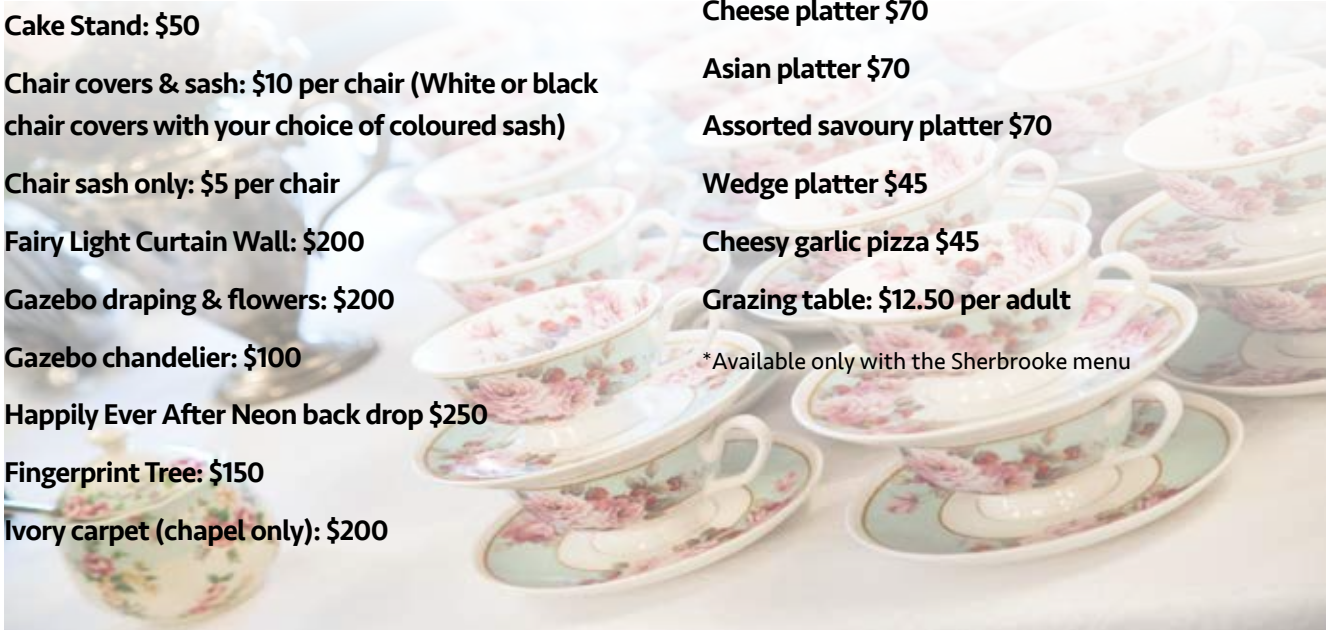 Cake Stand: $50
Chair covers & sash: $10 per chair (White or black
chair covers with your choice of coloured sash)
Chair sash only: $5 per chair
Fairy Light Curtain Wall: $200
Gazebo draping & flowers: $200
Gazebo chandelier: $100
Happily Ever After Neon back drop $250
Fingerprint Tree: $150
Ivory carpet (chapel only): $200
Cheese platter $70
Asian platter $70
Assorted savoury platter $70
Wedge platter $45
Cheesy garlic pizza $45
Grazing table: $12.50 per adult
*Available only with the Sherbrooke menu